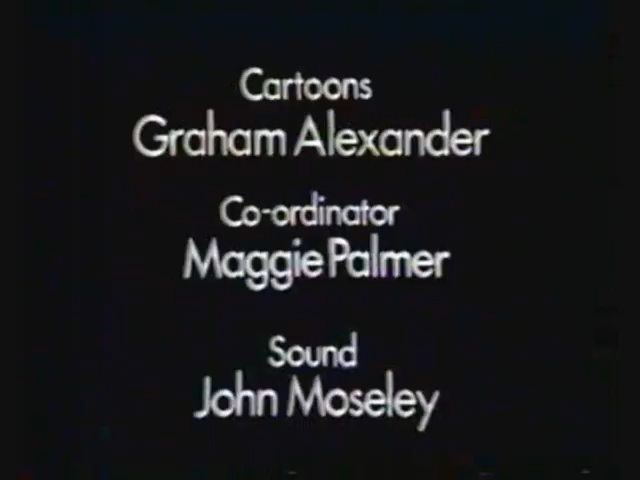 Cartoons
Graham Alexander
Co-ordinator
Maggie Palmer
Sound
John Moseley